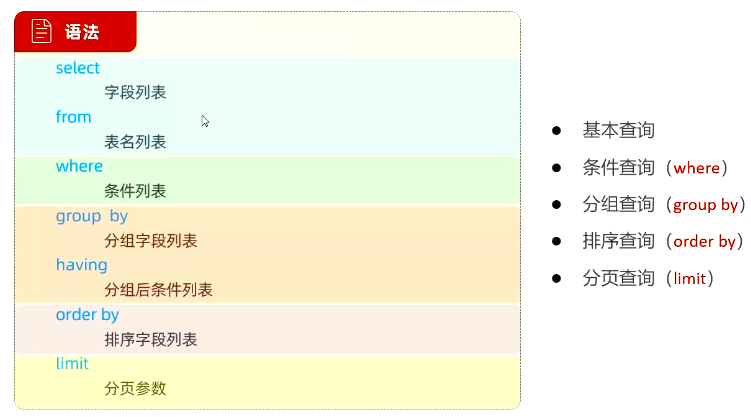 语法
select
字段列表
from
表名列表
where
条件列表
group by
分组字段列表
having
分组后条件列表
order by
排序字段列表
limit
分页参数
● 基本查询
● 条件查询（where）
● 分组查询（group by）
● 排序查询（order by）
● 分页查询（limit）